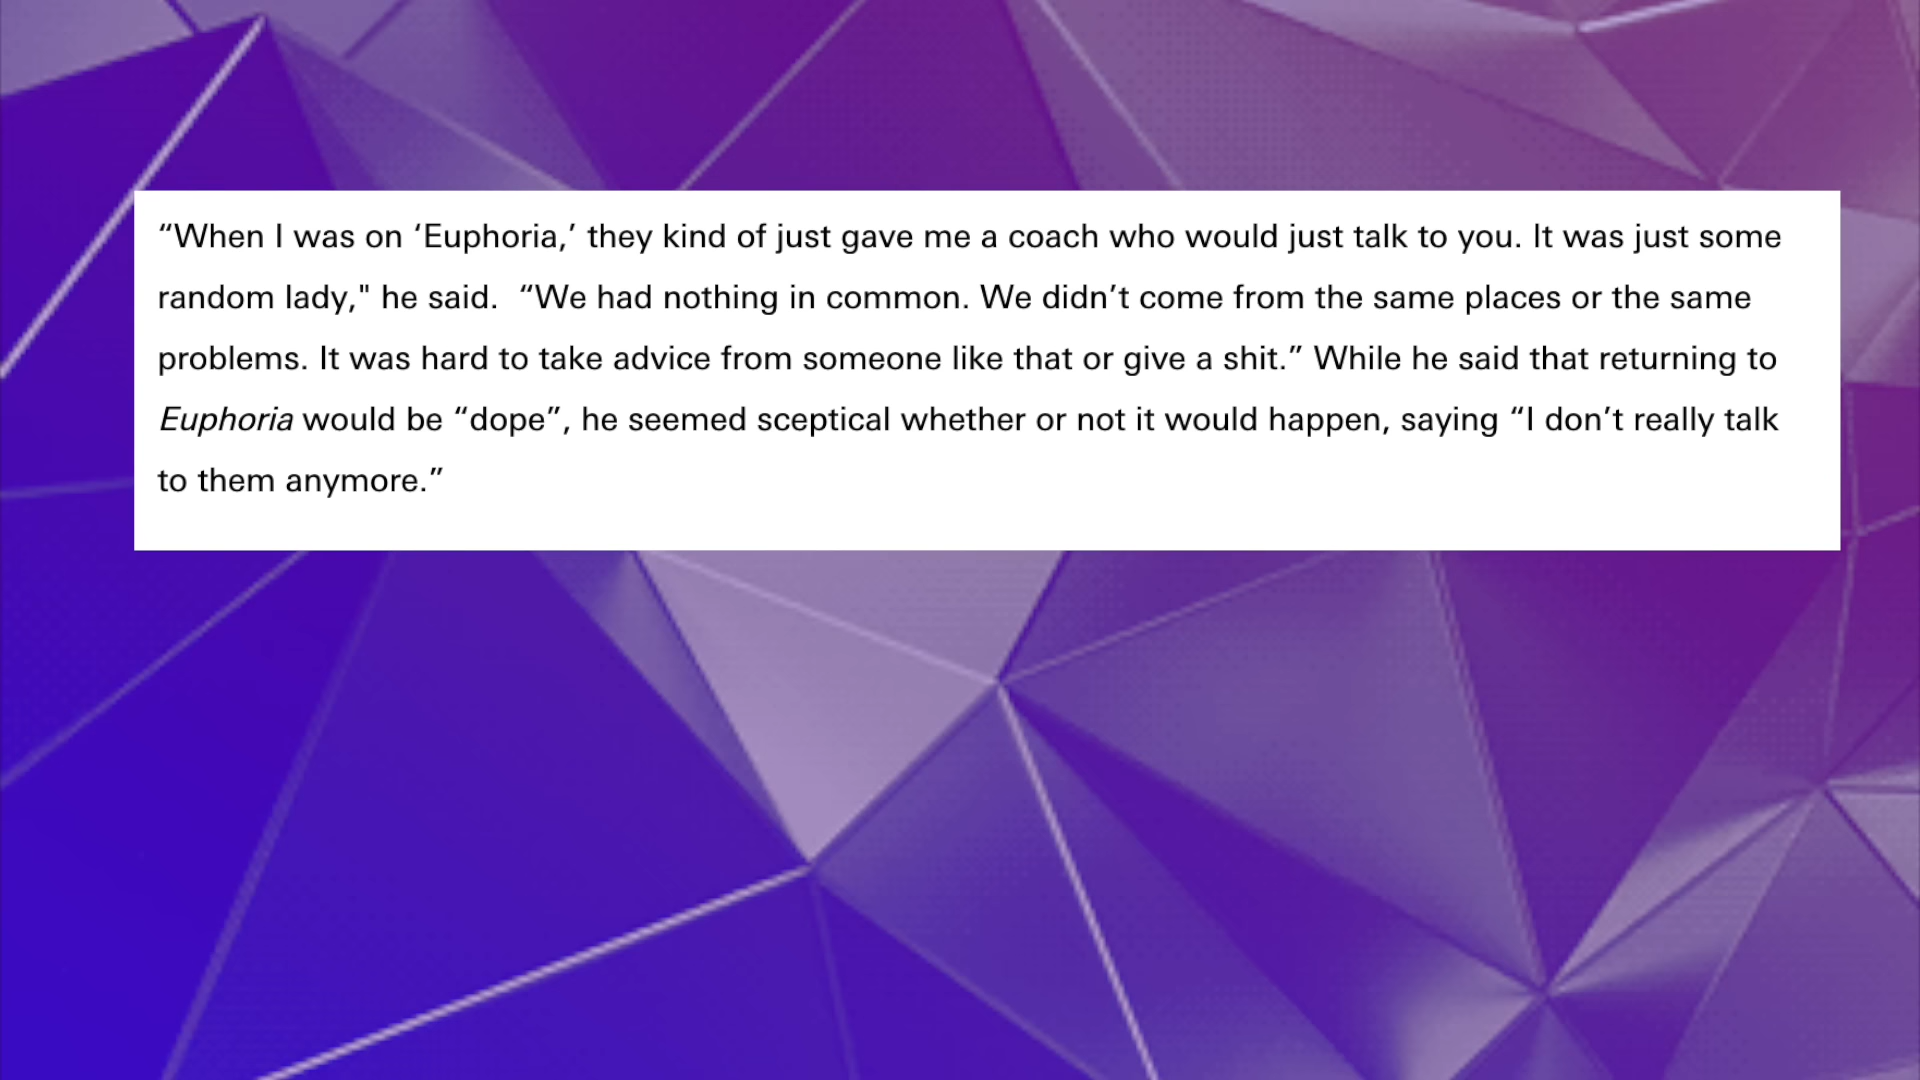 “When I was on ‘Euphoria,’ they kind of just gave me a coach who would just talk to you. It was just some
random lady," he said.  “We had nothing in common. We didn’t come from the same places or the same
problems. It was hard to take advice from someone like that or give a shit.” While he said that returning to
Euphoria would be “dope”, he seemed sceptical whether or not it would happen, saying “I don’t really talk
to them anymore.”